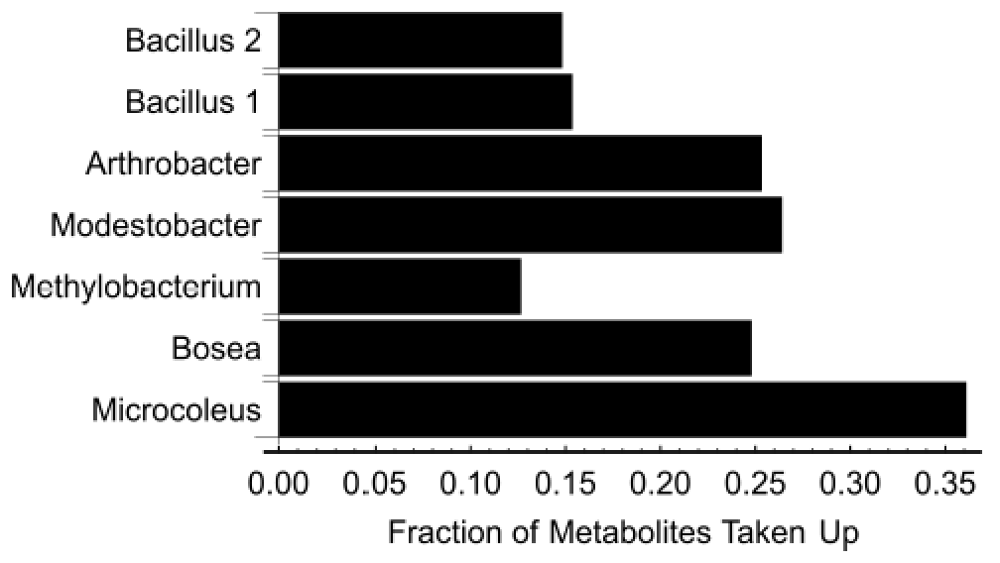 Bacillus 2
Bacillus 1
Arthrobacter
Modestobacter
Methylobacterium
Bosea
Microcoleus
0.00 0.05 0.10 0.15 0.20 0.25 0.30 0.35
Fraction of Metabolites Taken Up